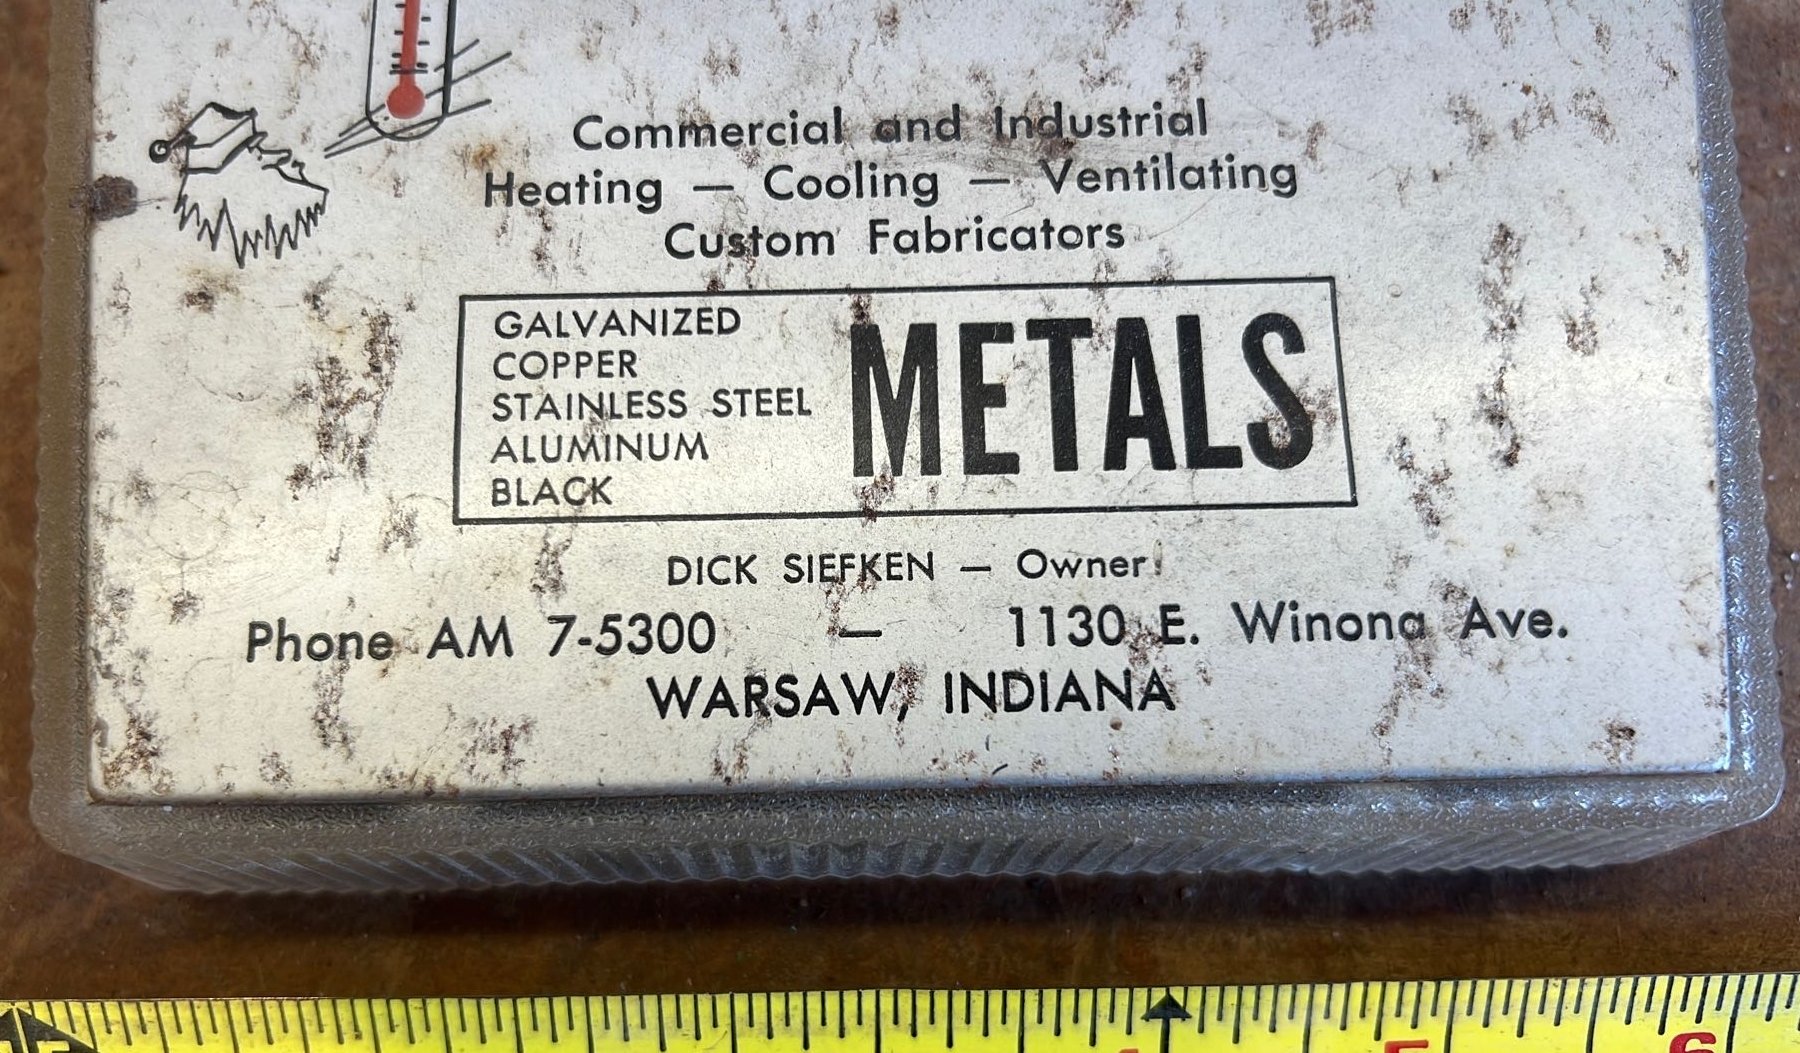 Commercial and Industrial
Heating — Cooling — Ventilating
Custom Fabricators
GALVANIZED
COPPER
STAINLESS STEEL
ALUMINUM
BLACK
METALS
DICK SIEFKEN — Owner
Phone AM 7-5300 — 1130 E. Winona Ave.
WARSAW, INDIANA
6